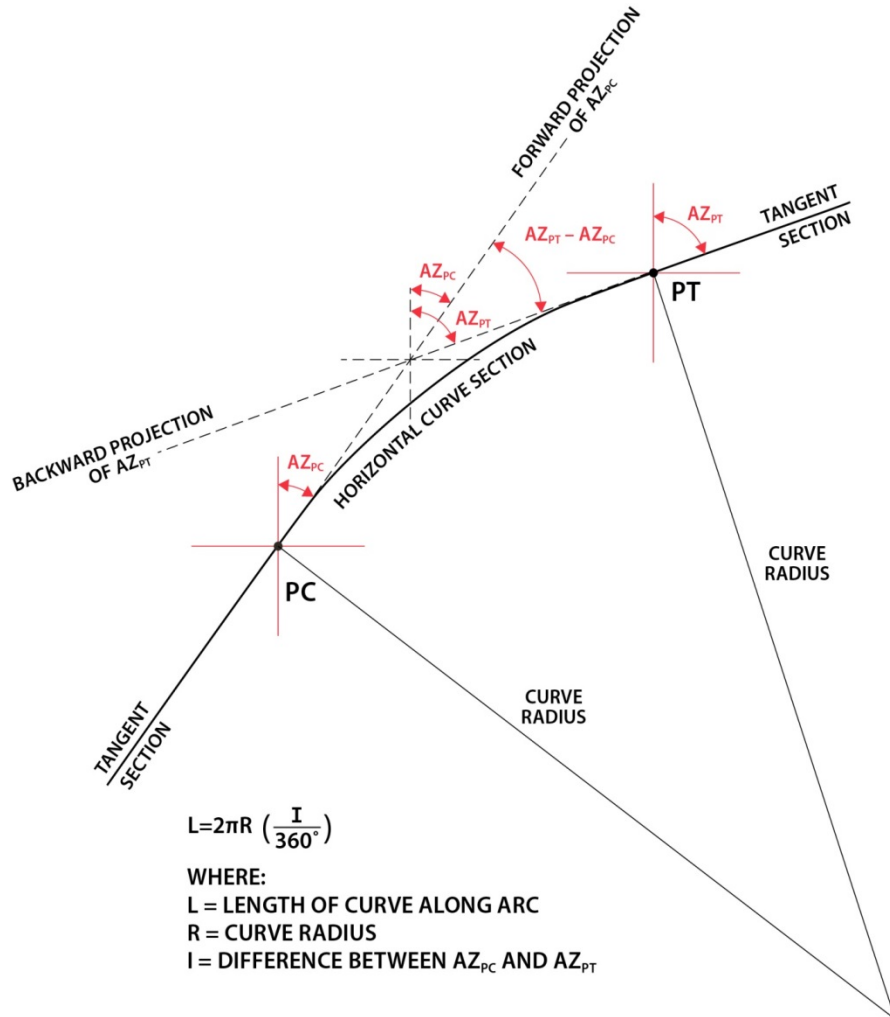 FORWARD PROJECTION
OF AZPC
AZPT
TANGENT
SECTION
AZPT – AZPC
AZPC
AZPT
PT
HORIZONTAL CURVE SECTION
BACKWARD PROJECTION
OF AZPT
AZPC
PC
CURVE
RADIUS
CURVE
RADIUS
TANGENT
SECTION
L=2πR (I/360°)
WHERE:
L = LENGTH OF CURVE ALONG ARC
R = CURVE RADIUS
I = DIFFERENCE BETWEEN AZPC AND AZPT